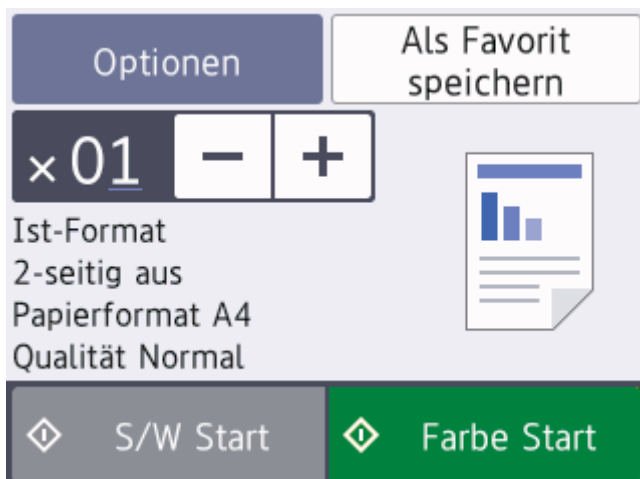 Optionen
Als Favorit
speichern
×01
− +
Ist-Format
2-seitig aus
Papierformat A4
Qualität Normal
S/W Start
Farbe Start